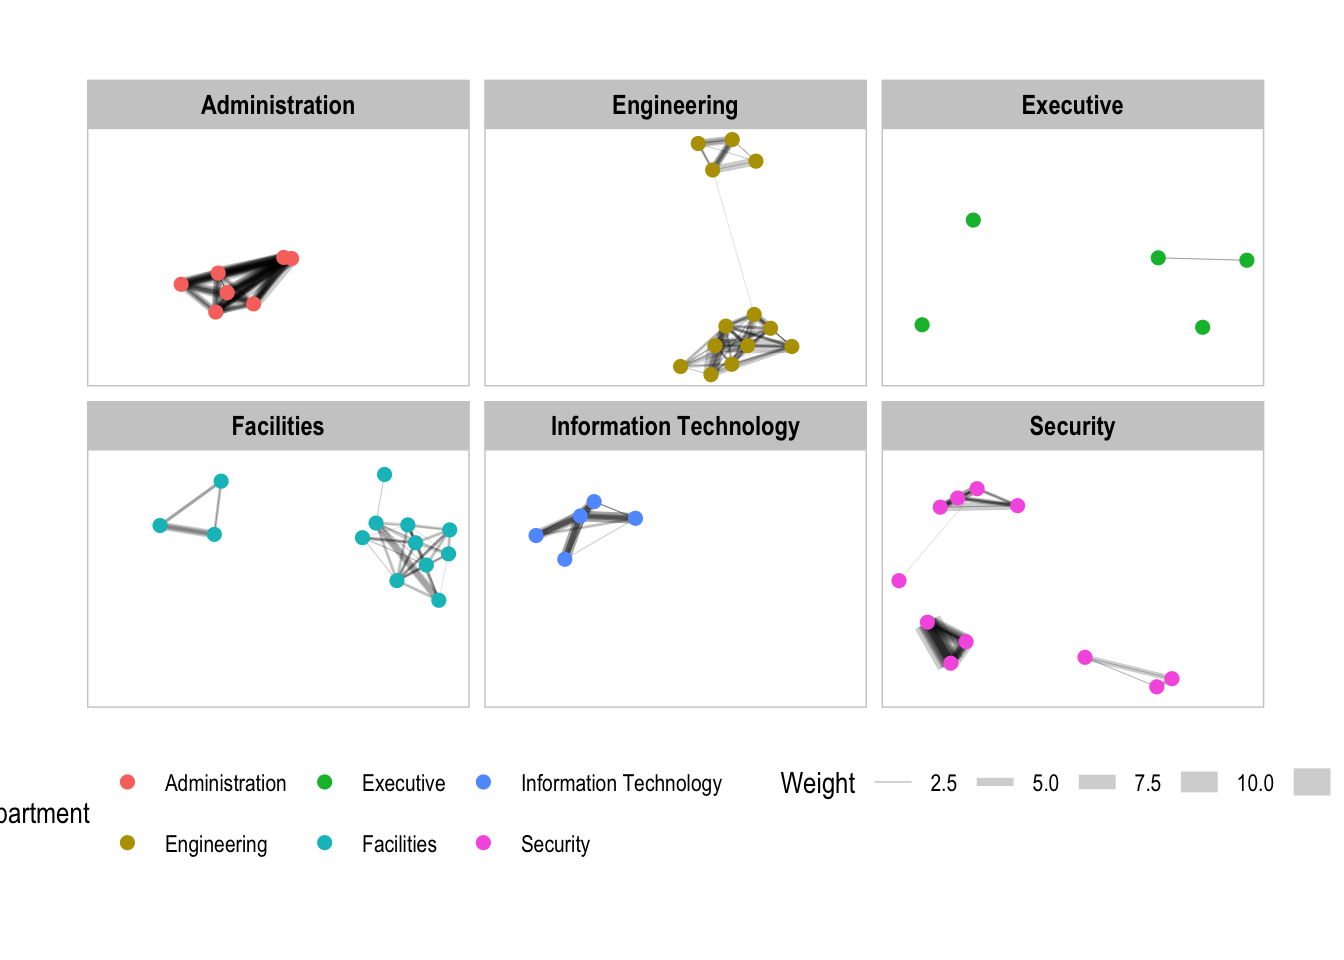 Administration
Engineering
Executive
Facilities
Information Technology
Security
partment
Administration
Executive
Information Technology
Engineering
Facilities
Security
Weight
2.5
5.0
7.5
10.0